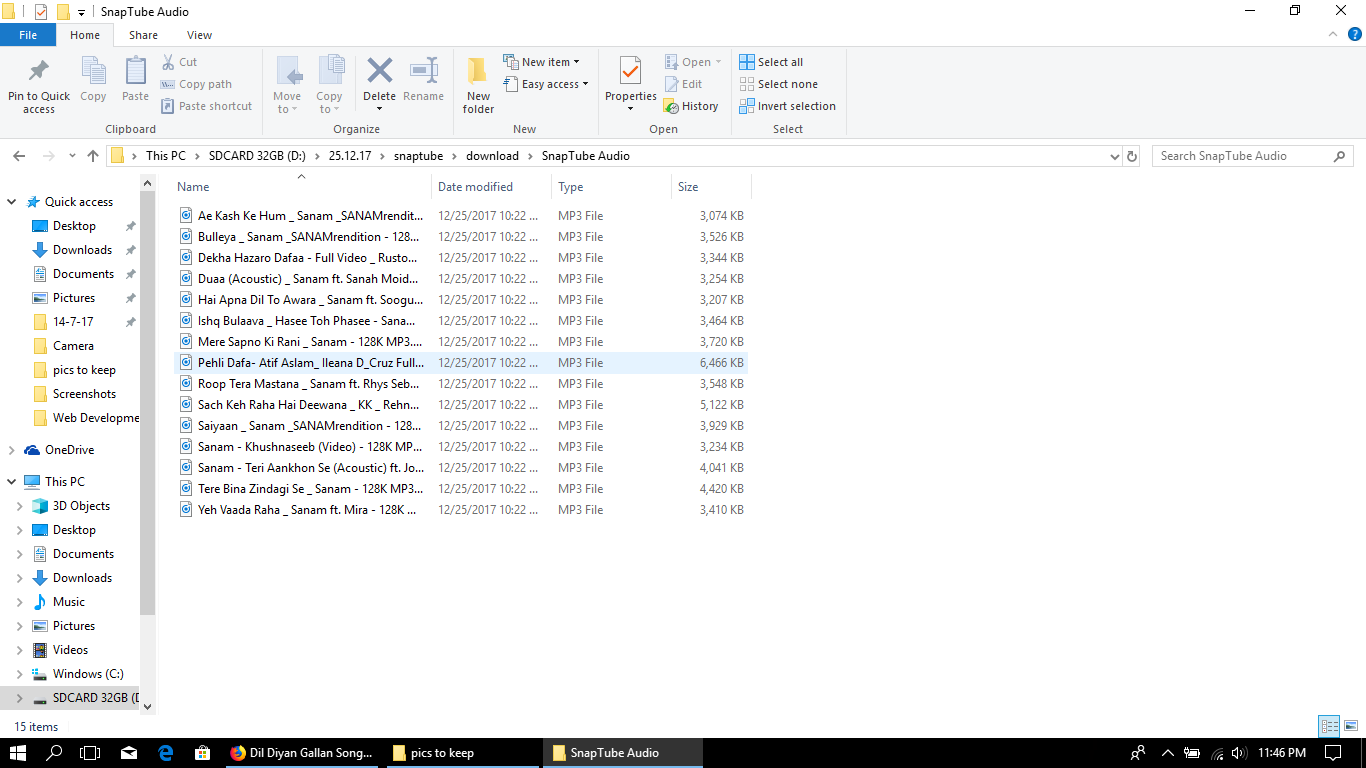 SnapTube Audio
File Home Share View
Pin to Quick access
Copy
Paste
Cut
Copy path
Paste shortcut
Clipboard
Move to
Copy to
Delete
Rename
Organize
New folder
New item
Easy access
New
Properties
Open
Edit
History
Open
Select all
Select none
Invert selection
Select
This PC > SDCARD 32GB (D:) > 25.12.17 > snaptube > download > SnapTube Audio
Search SnapTube Audio
Quick access
Desktop
Downloads
Documents
Pictures
14-7-17
Camera
pics to keep
Screenshots
Web Developme
OneDrive
This PC
3D Objects
Desktop
Documents
Downloads
Music
Pictures
Videos
Windows (C:)
SDCARD 32GB (D
Name Date modified Type Size
Ae Kash Ke Hum _ Sanam _SANAMrendit... 12/25/2017 10:22 ... MP3 File 3,074 KB
Bulleya _ Sanam _SANAMrendition - 128... 12/25/2017 10:22 ... MP3 File 3,526 KB
Dekha Hazaro Dafaa - Full Video _ Rusto... 12/25/2017 10:22 ... MP3 File 3,344 KB
Duaa (Acoustic) _ Sanam ft. Sanah Moid... 12/25/2017 10:22 ... MP3 File 3,254 KB
Hai Apna Dil To Awara _ Sanam ft. Soogu... 12/25/2017 10:22 ... MP3 File 3,207 KB
Ishq Bulaava _ Hasee Toh Phasee - Sana... 12/25/2017 10:22 ... MP3 File 3,464 KB
Mere Sapno Ki Rani _ Sanam - 128K MP3.... 12/25/2017 10:22 ... MP3 File 3,720 KB
Pehli Dafa- Atif Aslam_ Ileana D_Cruz Full... 12/25/2017 10:22 ... MP3 File 6,466 KB
Roop Tera Mastana _ Sanam ft. Rhys Seb... 12/25/2017 10:22 ... MP3 File 3,548 KB
Sach Keh Raha Hai Deewana _ KK _ Rehn... 12/25/2017 10:22 ... MP3 File 5,122 KB
Saiyaan _ Sanam _SANAMrendition - 128... 12/25/2017 10:22 ... MP3 File 3,929 KB
Sanam - Khushnaseeb (Video) - 128K MP... 12/25/2017 10:22 ... MP3 File 3,234 KB
Sanam - Teri Aankhon Se (Acoustic) ft. Jo... 12/25/2017 10:22 ... MP3 File 4,041 KB
Tere Bina Zindagi Se _ Sanam - 128K MP3... 12/25/2017 10:22 ... MP3 File 4,420 KB
Yeh Vaada Raha _ Sanam ft. Mira - 128K ... 12/25/2017 10:22 ... MP3 File 3,410 KB
15 items
Dil Diyan Gallan Song...
pics to keep
SnapTube Audio
11:46 PM